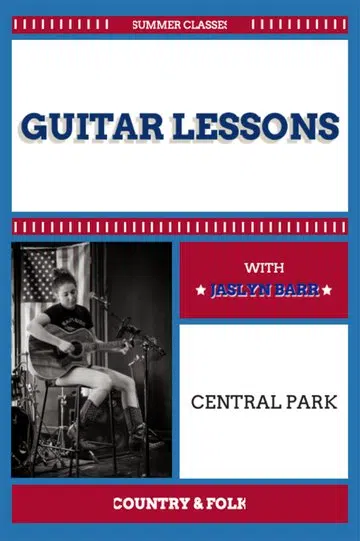 SUMMER CLASSES
GUITAR LESSONS
WITH
JASLYN BARR
CENTRAL PARK
COUNTRY & FOLK